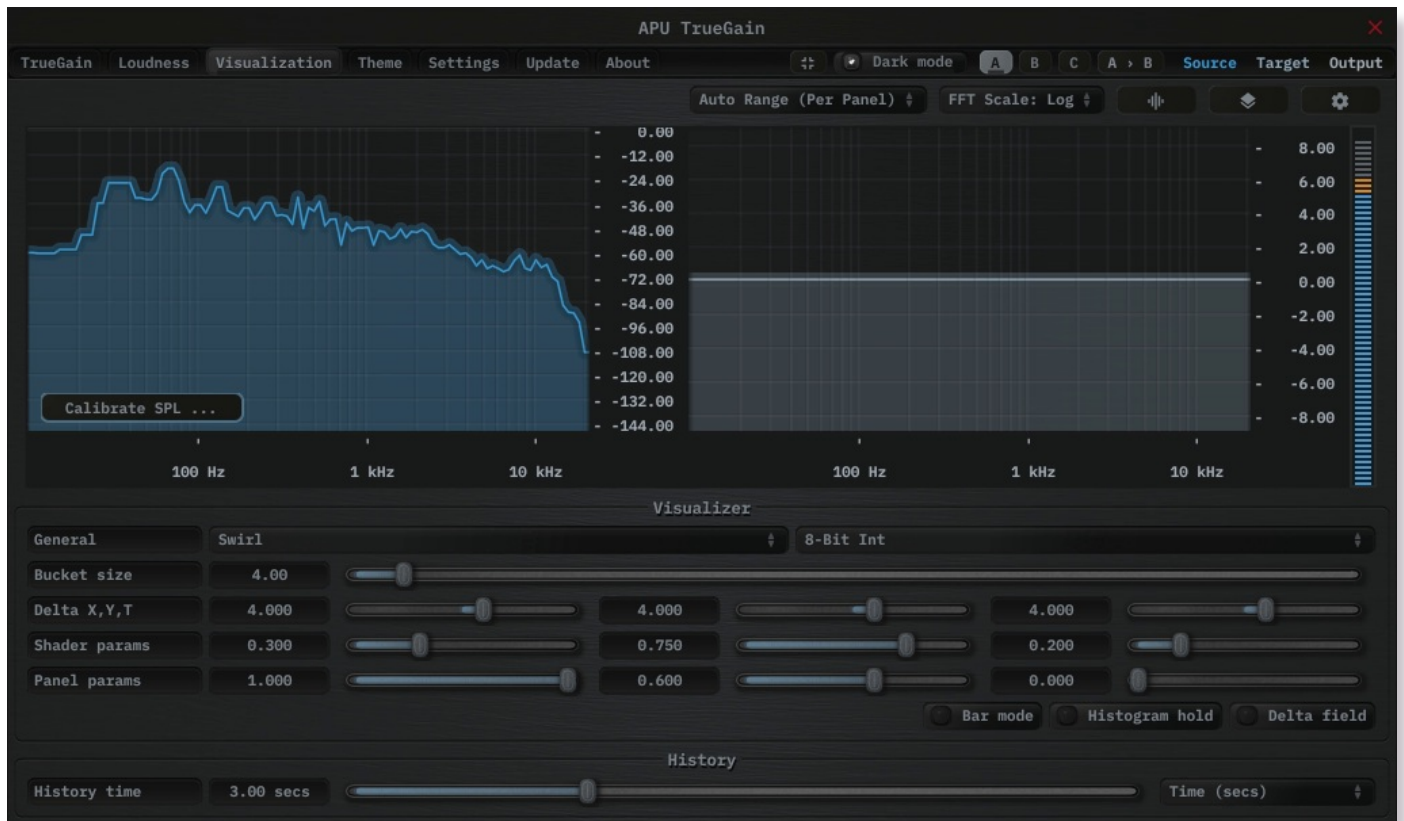 APU TrueGain
TrueGain Loudness Visualization Theme Settings Update About Dark mode A B C A › B Source Target Output
Auto Range (Per Panel) FFT Scale: Log
- 0.00
- -12.00 - 8.00
- -24.00 - 6.00
- -36.00 - 4.00
- -48.00
- -60.00 - 2.00
- -72.00 - 0.00
- -84.00
- -96.00 - -2.00
- -108.00 - -4.00
- -120.00 - -6.00
Calibrate SPL ... - -132.00
- -144.00 - -8.00
100 Hz 1 kHz 10 kHz 100 Hz 1 kHz 10 kHz
Visualizer
General Swirl 8-Bit Int
Bucket size 4.00
Delta X,Y,T 4.000 4.000 4.000
Shader params 0.300 0.750 0.200
Panel params 1.000 0.600 0.000
Bar mode Histogram hold Delta field
History
History time 3.00 secs Time (secs)